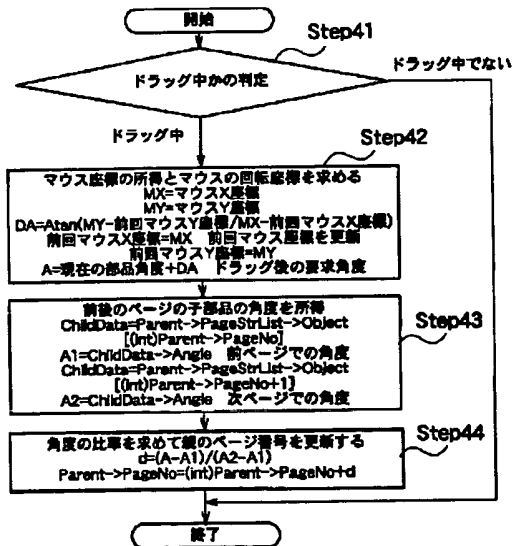 開始
Step41
ドラッグ中かの判定
ドラッグ中でない
ドラッグ中
Step42
マウス座標の所得とマウスの回転座標を求める
MX=マウスX座標
MY=マウスY座標
DA=Atan(MY-前回マウスY座標/MX-前回マウスX座標)
前回マウスX座標=MX 前回マウス座標を更新
前回マウスY座標=MY
A=現在の部品角度+DA ドラッグ後の要求角度
Step43
前後のページの子部品の角度を所得
ChildData=Parent->PageStrList->Object
[(int)Parent->PageNo]
A1=ChildData->Angle 前ページでの角度
ChildData=Parent->PageStrList->Object
[(int)Parent->PageNo+1]
A2=ChildData->Angle 次ページでの角度
Step44
角度の比率を求めて親のページ番号を更新する
d=(A-A1)/(A2-A1)
Parent->PageNo=(int)Parent->PageNo+d
終了